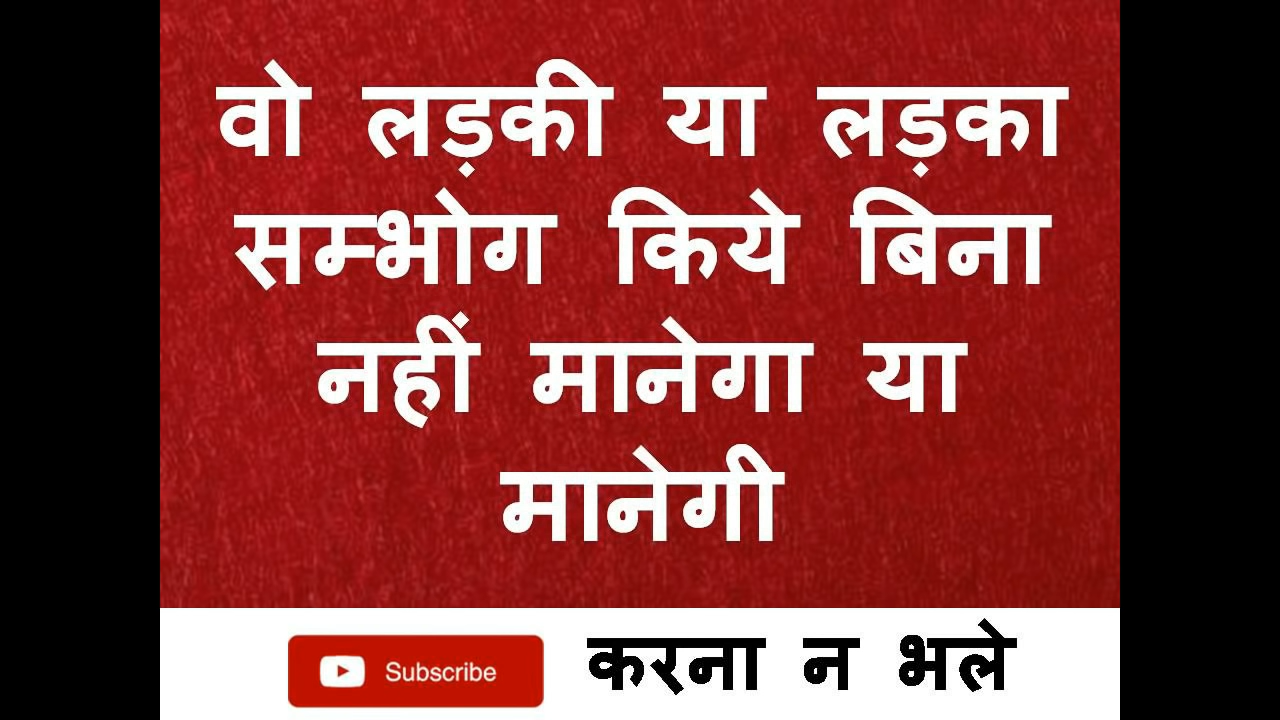 वो लड़की या लड़का
सम्भोग किये बिना
नहीं मानेगा या
मानेगी
Subscribe करना न भले